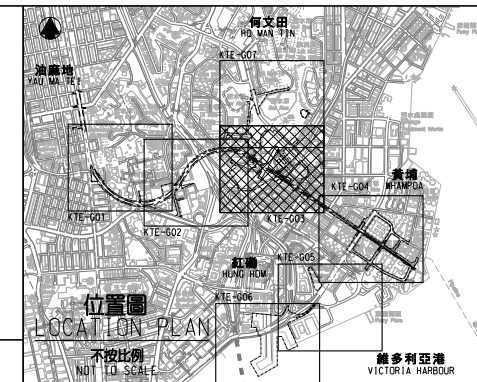 何文田
HO MAN TIN
KTE-G07
油麻地
YAU MA TEI
黃埔
WHAMPOA
KTE-G04
KTE-G01
KTE-G03
KTE-G02
紅磡
HUNG HOM
KTE-G05
KTE-G06
位置圖
LOCATION PLAN
不按比例
NOT TO SCALE
維多利亞港
VICTORIA HARBOUR